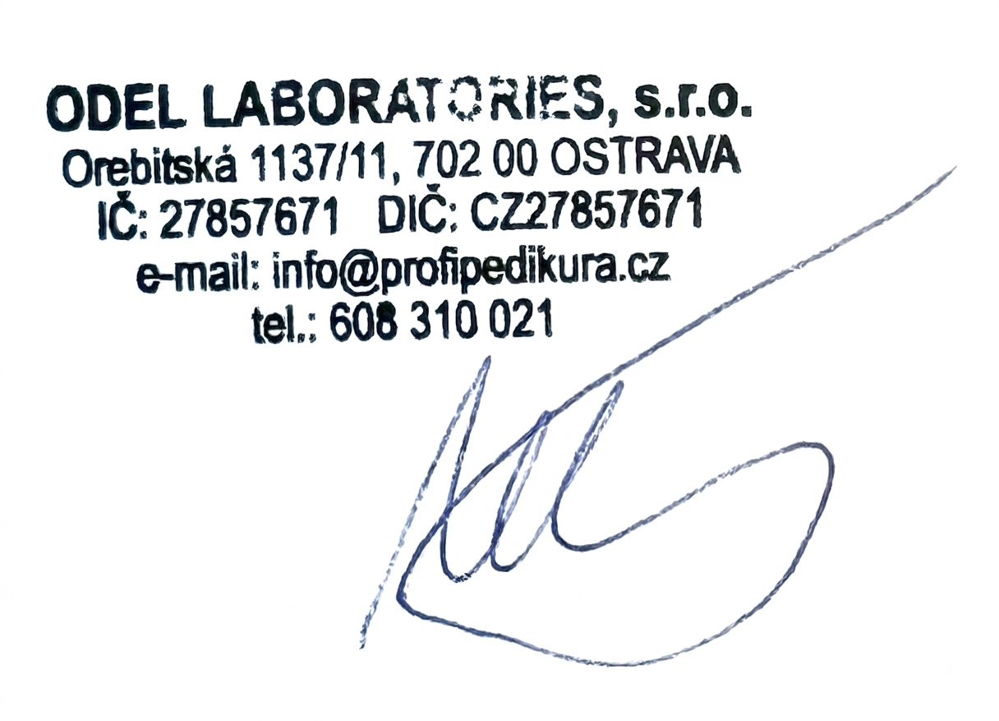 ODEL LABORATORIES, s.r.o.
Orebitská 1137/11, 702 00 OSTRAVA
IČ: 27857671 DIČ: CZ27857671
e-mail: info@profipedikura.cz
tel.: 608 310 021